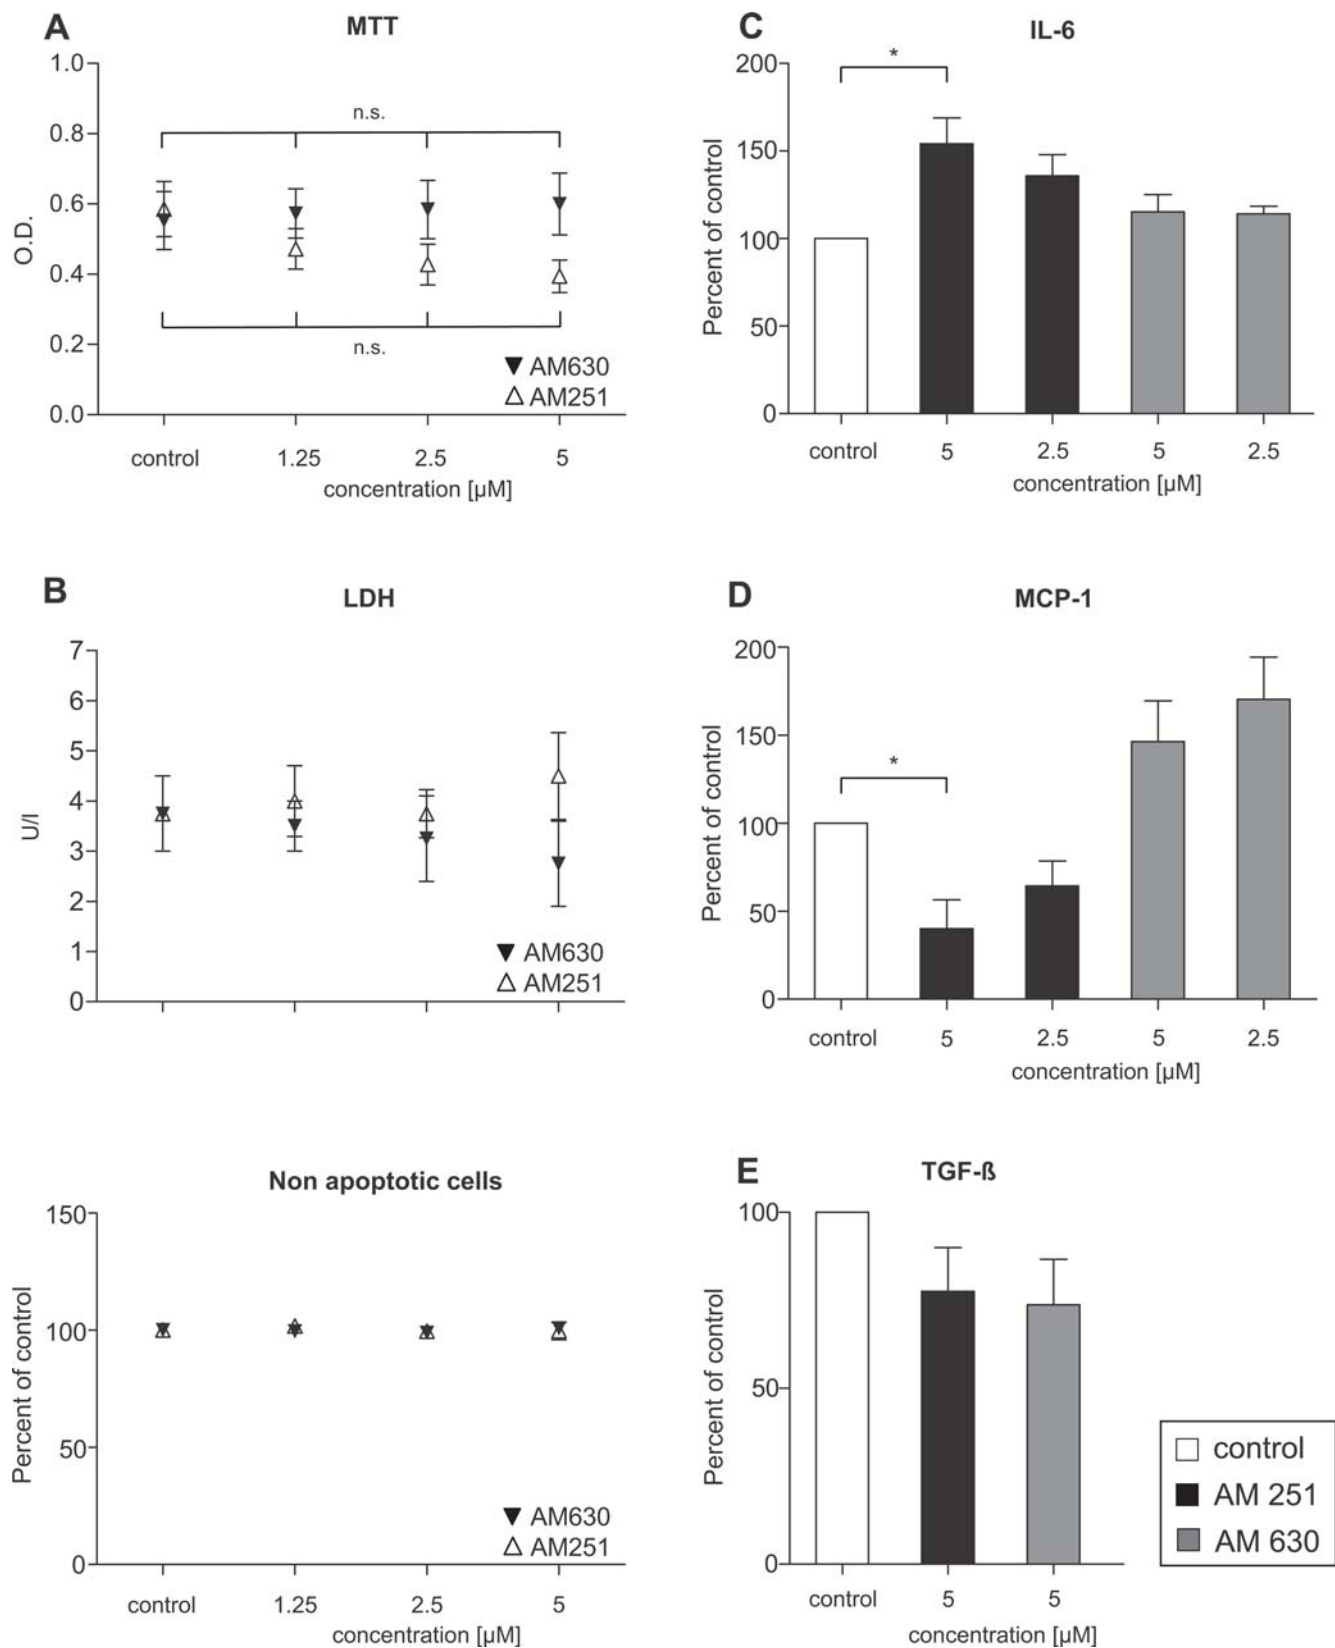 A
MTT
1.0
0.8
0.6
0.4
0.2
0.0
O.D.
n.s.
n.s.
AM630
AM251
control 1.25 2.5 5
concentration [µM]
B
LDH
7
6
5
4
3
2
1
0
U/l
AM630
AM251
Non apoptotic cells
150
100
50
0
Percent of control
AM630
AM251
control 1.25 2.5 5
concentration [µM]
C
IL-6
200
150
100
50
0
Percent of control
*
control 5 2.5 5 2.5
concentration [µM]
D
MCP-1
200
150
100
50
0
Percent of control
*
control 5 2.5 5 2.5
concentration [µM]
E
TGF-ß
100
50
0
Percent of control
control 5 5
concentration [µM]
control
AM 251
AM 630